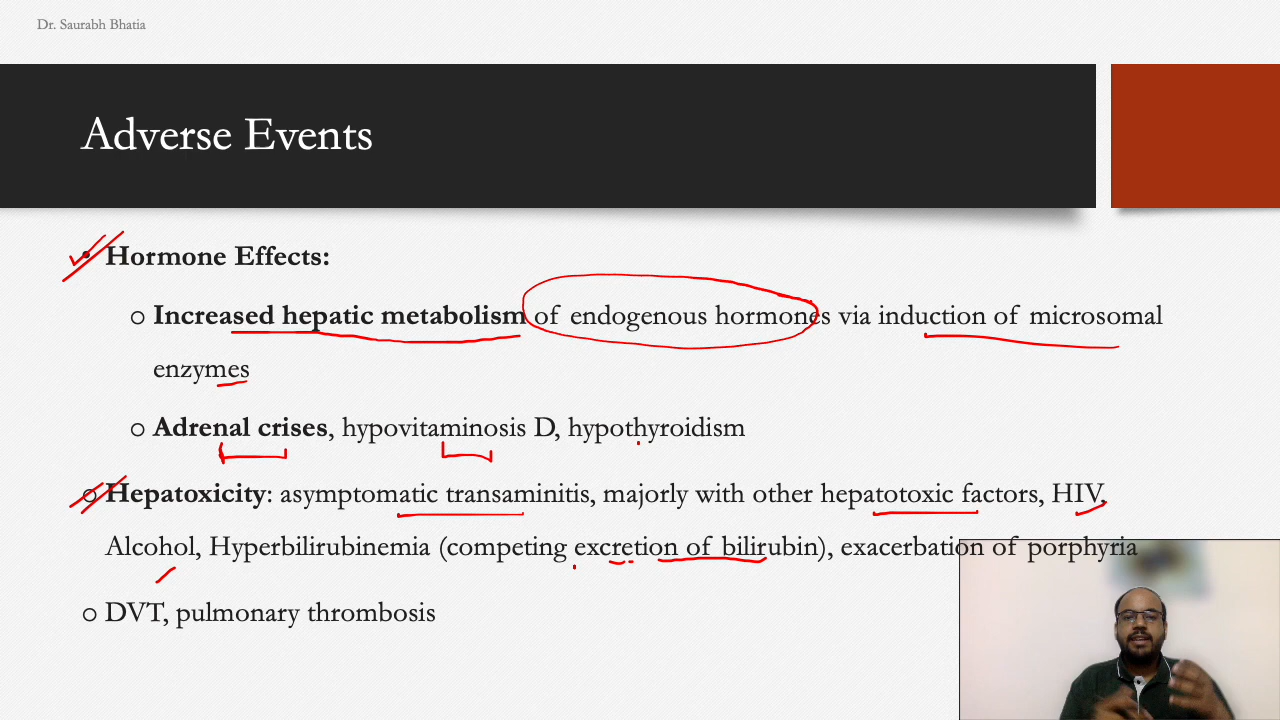 Dr. Saurabh Bhatia
Adverse Events
Hormone Effects:
Increased hepatic metabolism of endogenous hormones via induction of microsomal
enzymes
Adrenal crises, hypovitaminosis D, hypothyroidism
Hepatoxicity: asymptomatic transaminitis, majorly with other hepatotoxic factors, HIV,
Alcohol, Hyperbilirubinemia (competing excretion of bilirubin), exacerbation of porphyria
DVT, pulmonary thrombosis